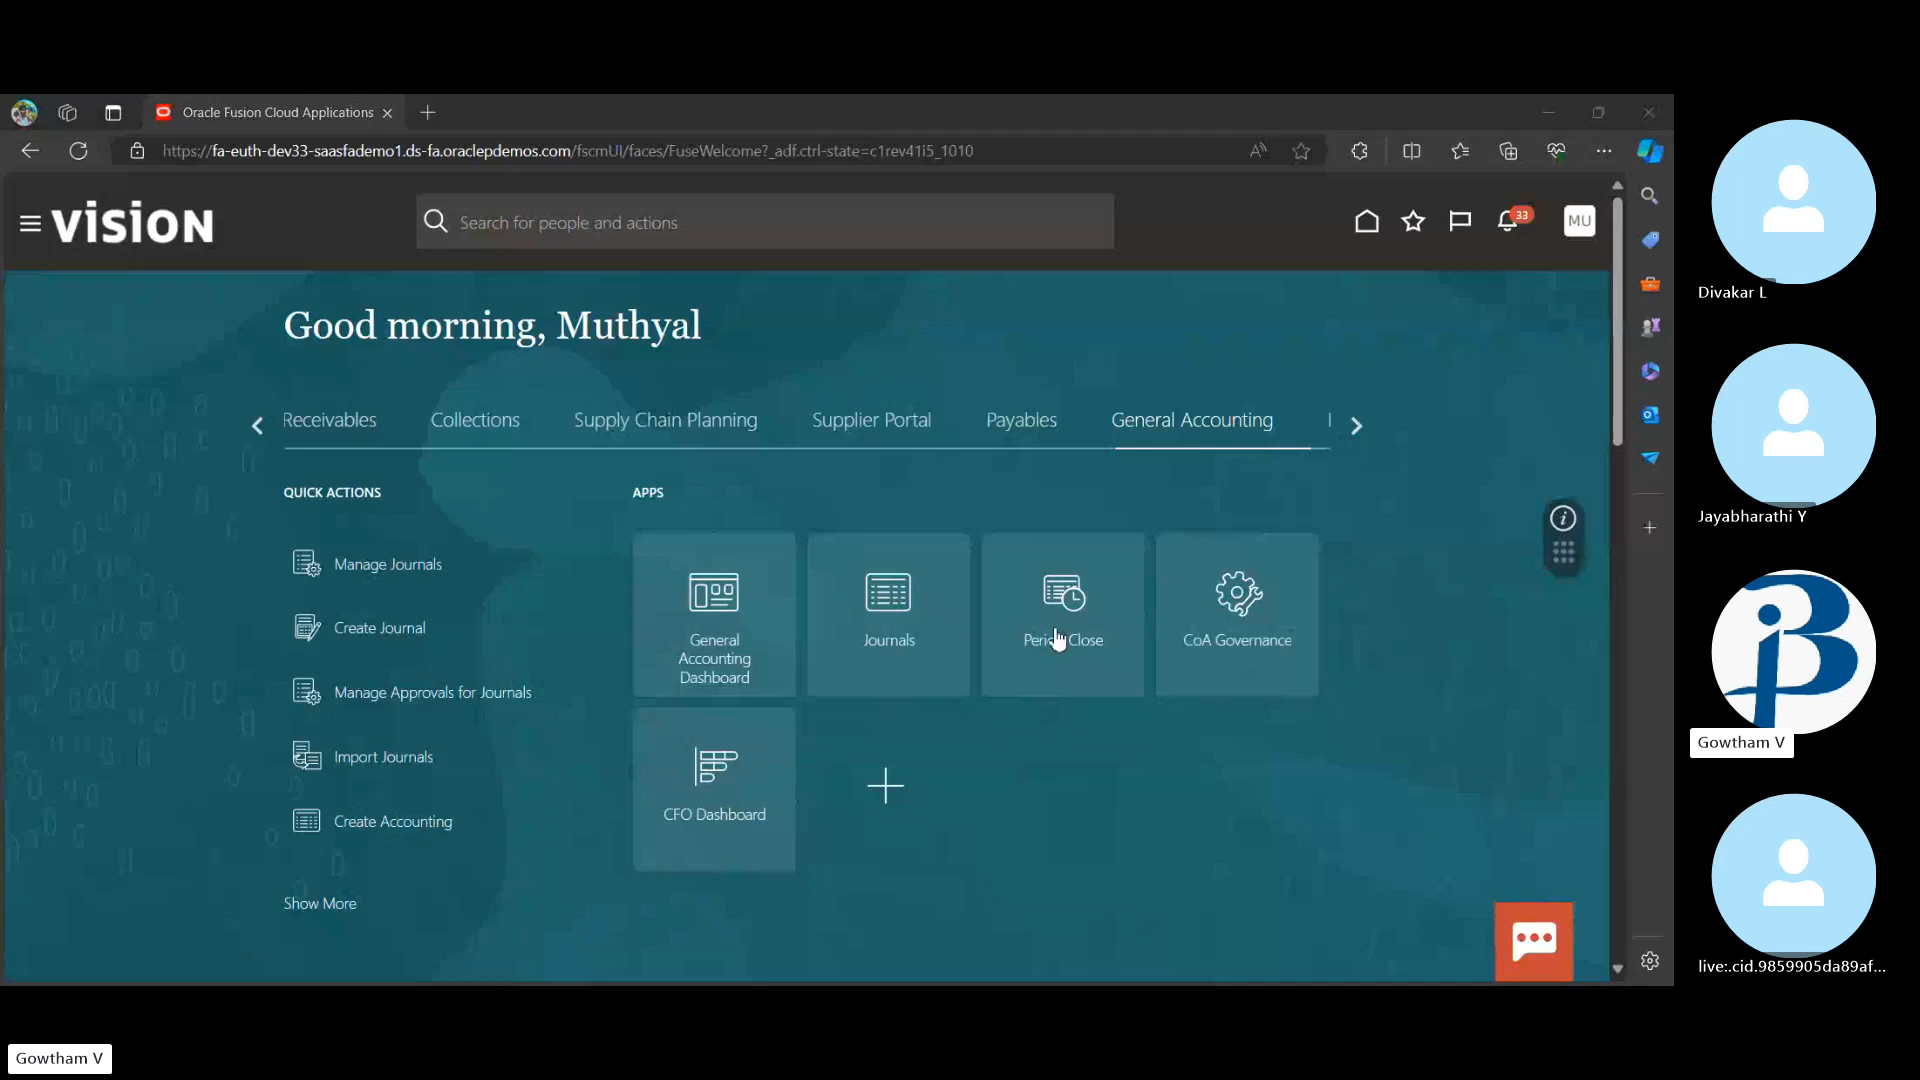 Oracle Fusion Cloud Applications
https://fa-euth-dev33-saasfademo1.ds-fa.oraclepdemos.com/fscmUI/faces/FuseWelcome?_adf.ctrl-state=c1rev41i5_1010
vision
Search for people and actions
33
MU
Good morning, Muthyal
Receivables
Collections
Supply Chain Planning
Supplier Portal
Payables
General Accounting
QUICK ACTIONS
APPS
Manage Journals
Create Journal
Manage Approvals for Journals
Import Journals
Create Accounting
Show More
General
Accounting
Dashboard
Journals
Period Close
CoA Governance
CFO Dashboard
Divakar L
Jayabharathi Y
Gowtham V
live:.cid.9859905da89af...
Gowtham V